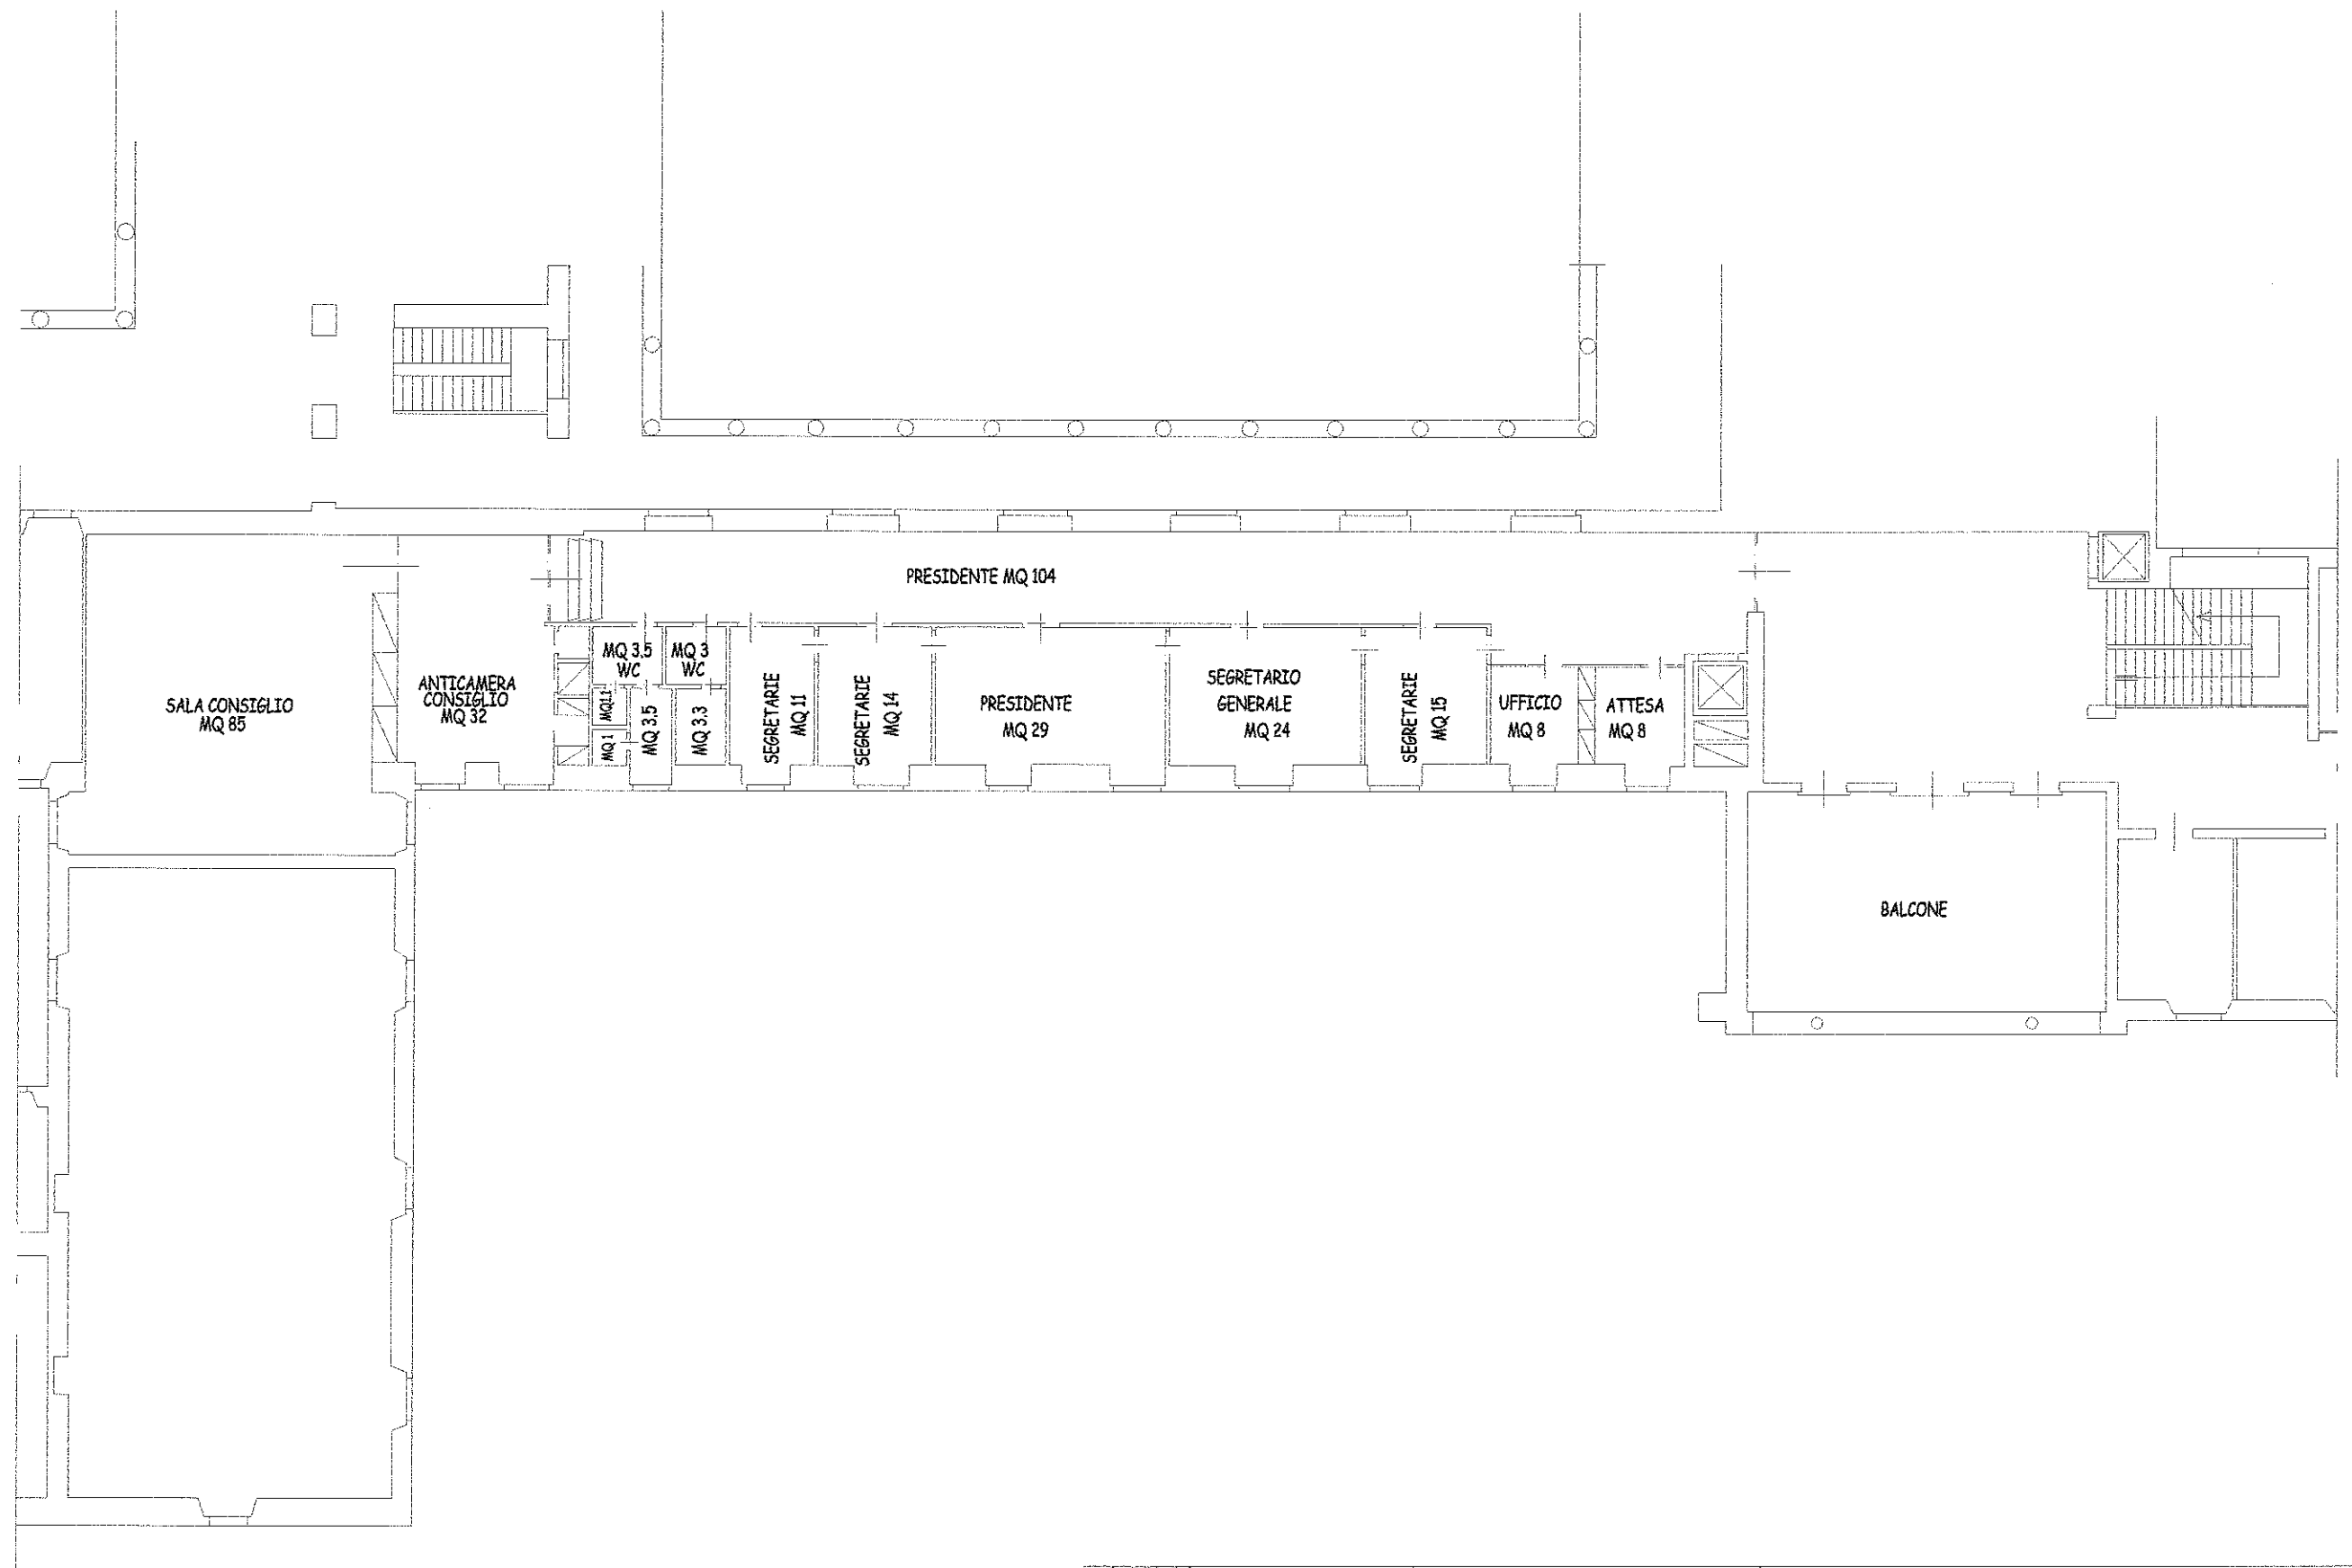 PRESIDENTE MQ 104
SALA CONSIGLIO
MQ 85
ANTICAMERA
CONSIGLIO
MQ 32
MQ 3,5
WC
MQ 3
WC
MQ1.1
MQ 1
MQ 3,5
MQ 3,3
SEGRETARIE
MQ 11
SEGRETARIE
MQ 14
PRESIDENTE
MQ 29
SEGRETARIO
GENERALE
MQ 24
SEGRETARIE
MQ 15
UFFICIO
MQ 8
ATTESA
MQ 8
BALCONE